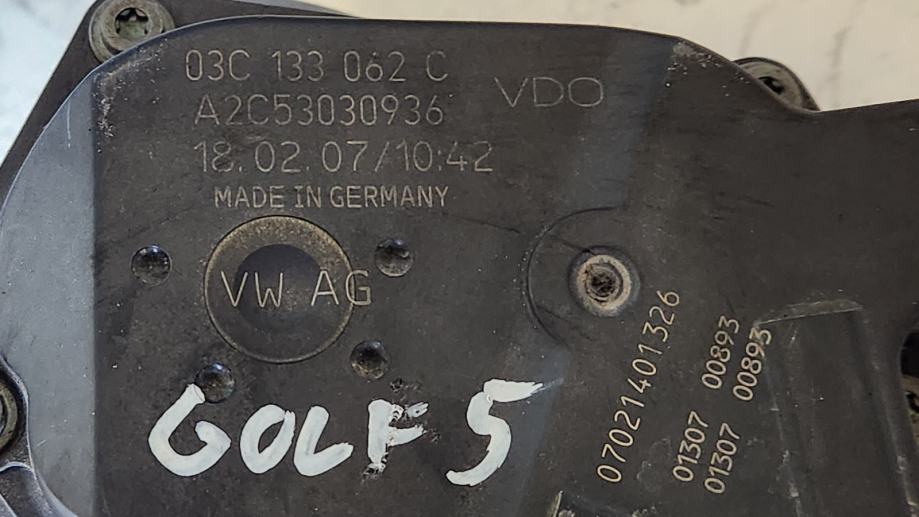 03C 133 062 C
VDO
A2C53030936
18.02.07/10:42
MADE IN GERMANY
VW AG
07021401326
01307 00893
01307 00893
GOLF 5